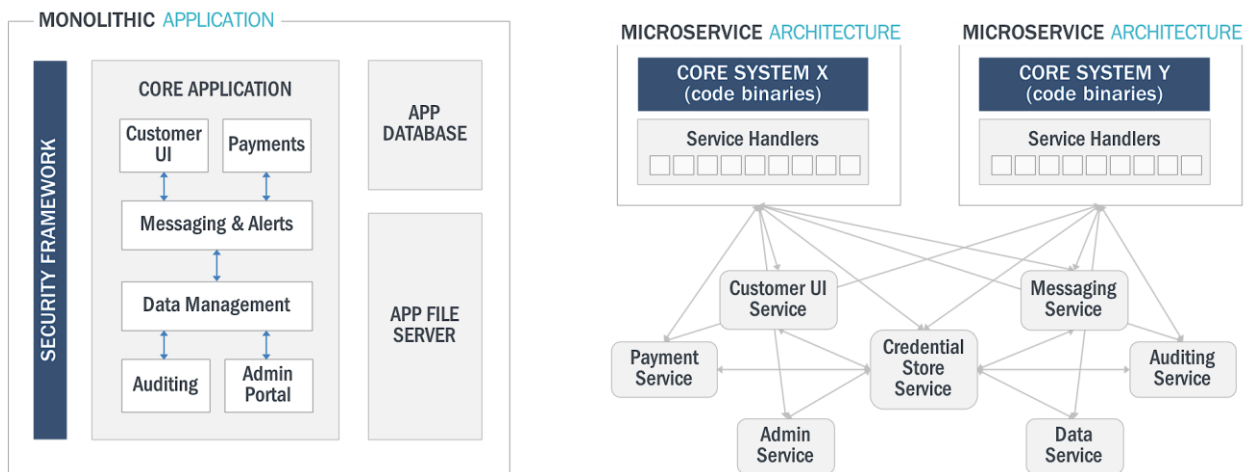 MONOLITHIC APPLICATION
SECURITY FRAMEWORK
CORE APPLICATION
Customer
UI
Payments
Messaging & Alerts
Data Management
Auditing
Admin
Portal
APP
DATABASE
APP FILE
SERVER
MICROSERVICE ARCHITECTURE
CORE SYSTEM X
(code binaries)
Service Handlers
MICROSERVICE ARCHITECTURE
CORE SYSTEM Y
(code binaries)
Service Handlers
Customer UI
Service
Messaging
Service
Payment
Service
Credential
Store
Service
Auditing
Service
Admin
Service
Data
Service